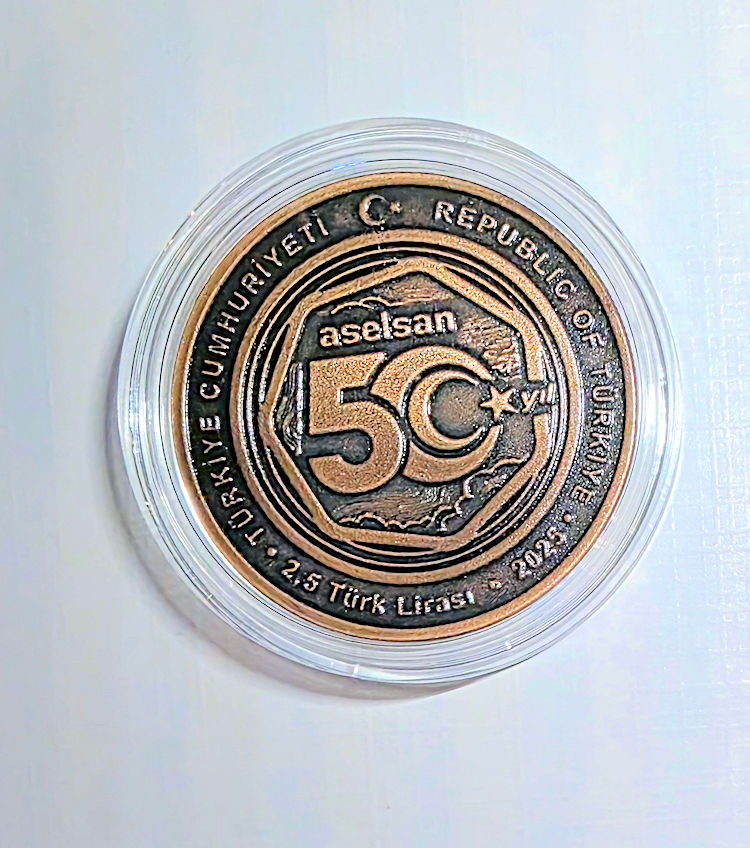 TÜRKİYE CUMHURİYETİ
REPUBLIC OF TÜRKİYE
aselsan
50 yıl
2,5 Türk Lirası
2025